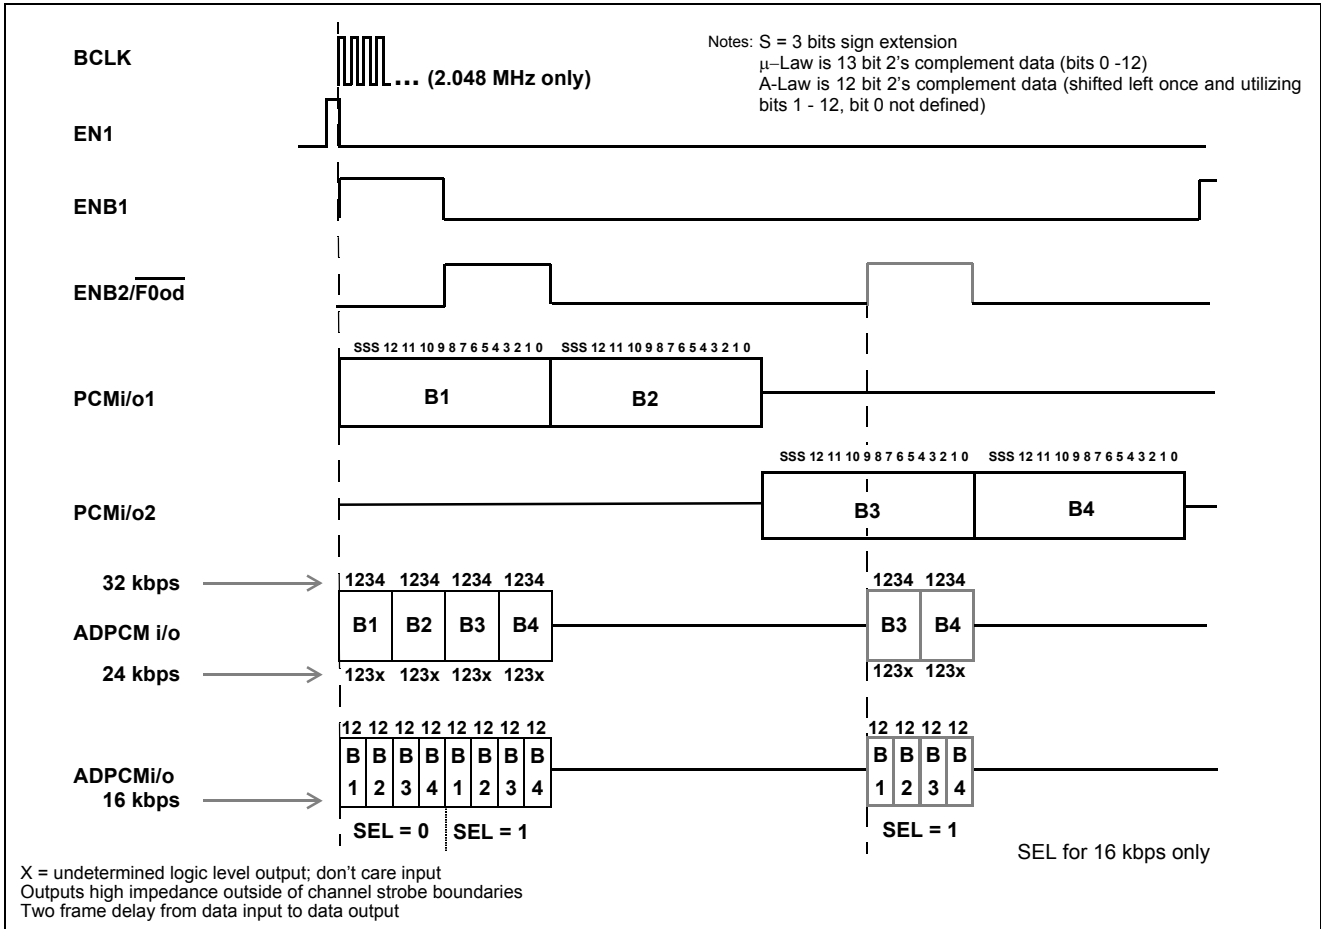 Notes: S = 3 bits sign extension
μ–Law is 13 bit 2's complement data (bits 0 -12)
A-Law is 12 bit 2's complement data (shifted left once and utilizing
bits 1 - 12, bit 0 not defined)
BCLK
... (2.048 MHz only)
EN1
ENB1
ENB2/F0od
SSS 12 11 10 9 8 7 6 5 4 3 2 1 0 SSS 12 11 10 9 8 7 6 5 4 3 2 1 0
PCMi/o1 B1 B2
SSS 12 11 10 9 8 7 6 5 4 3 2 1 0 SSS 12 11 10 9 8 7 6 5 4 3 2 1 0
PCMi/o2 B3 B4
32 kbps 1234 1234 1234 1234 1234 1234
ADPCM i/o B1 B2 B3 B4 B3 B4
24 kbps 123x 123x 123x 123x 123x 123x
12 12 12 12 12 12 12 12 12 12 12 12
B B B B B B B B B B B B
ADPCMi/o
1 2 3 4 1 2 3 4 1 2 3 4
16 kbps
SEL = 0 SEL = 1 SEL = 1
SEL for 16 kbps only
X = undetermined logic level output; don't care input
Outputs high impedance outside of channel strobe boundaries
Two frame delay from data input to data output